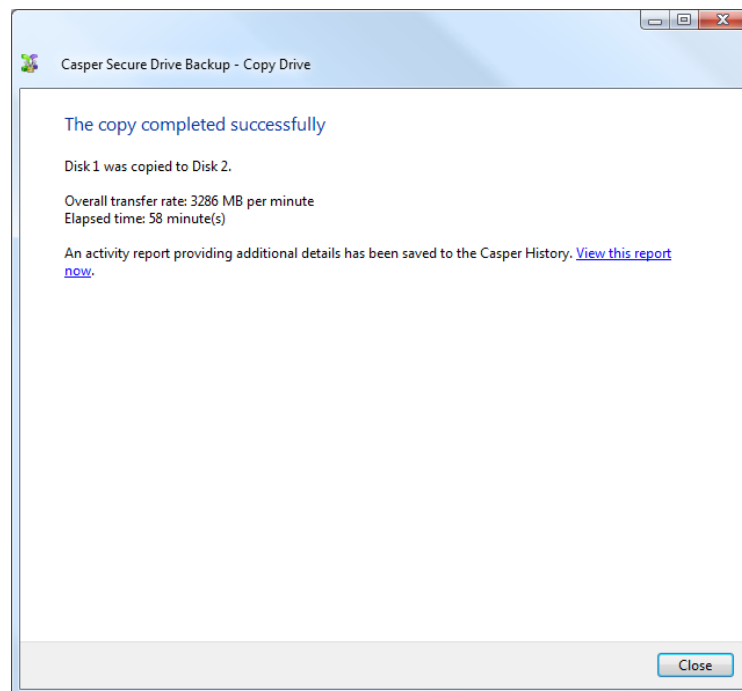 Casper Secure Drive Backup - Copy Drive
The copy completed successfully
Disk 1 was copied to Disk 2.
Overall transfer rate: 3286 MB per minute
Elapsed time: 58 minute(s)
An activity report providing additional details has been saved to the Casper History. View this report
now.
Close